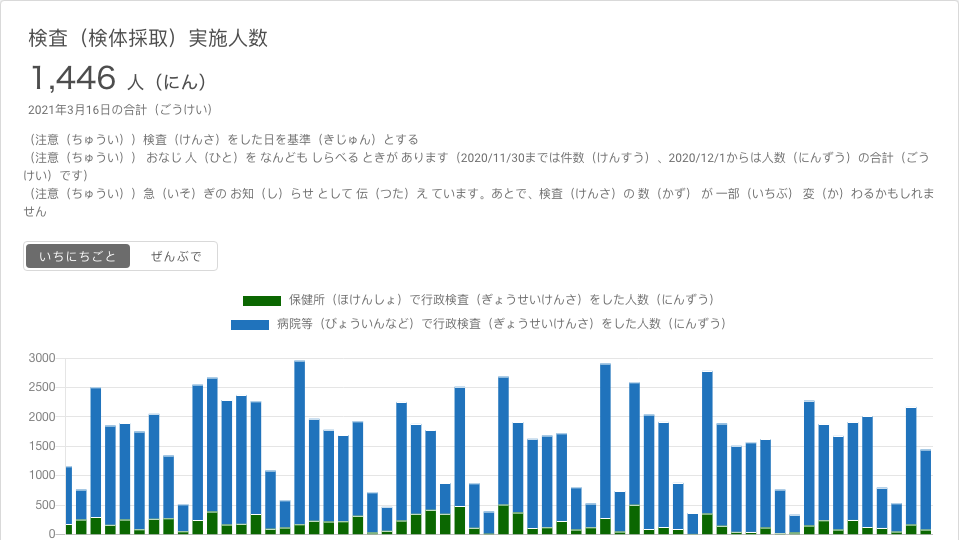 検査（検体採取）実施人数
1,446 人（にん）
2021年3月16日の合計（ごうけい）
（注意（ちゅうい））検査（けんさ）をした日を基準（きじゅん）とする
（注意（ちゅうい）） おなじ 人（ひと）を なんども しらべる ときが あります（2020/11/30までは件数（けんすう）、2020/12/1からは人数（にんずう）の合計（ごう
けい）です）
（注意（ちゅうい））急（いそ）ぎの お知（し）らせ として 伝（つた）え ています。あとで、検査（けんさ）の 数（かず） が 一部（いちぶ） 変（か）わるかもしれま
せん
いちにちごと ぜんぶで
保健所（ほけんしょ）で行政検査（ぎょうせいけんさ）をした人数（にんずう）
病院等（びょういんなど）で行政検査（ぎょうせいけんさ）をした人数（にんずう）
3000
2500
2000
1500
1000
500
0